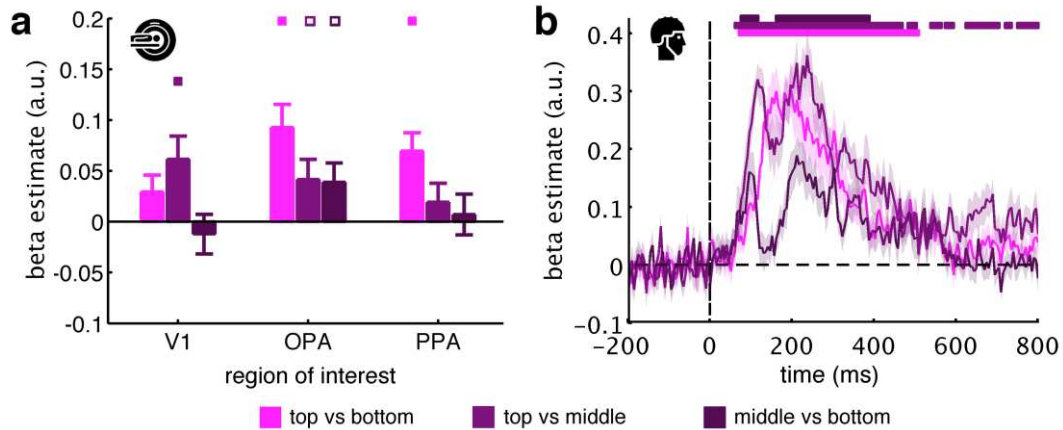 a
beta estimate (a.u.)
0.2
0.15
0.1
0.05
0
-0.05
-0.1
V1
OPA
PPA
region of interest
b
beta estimate (a.u.)
0.4
0.3
0.2
0.1
0
-0.1
-200
0
200
400
600
800
time (ms)
top vs bottom
top vs middle
middle vs bottom